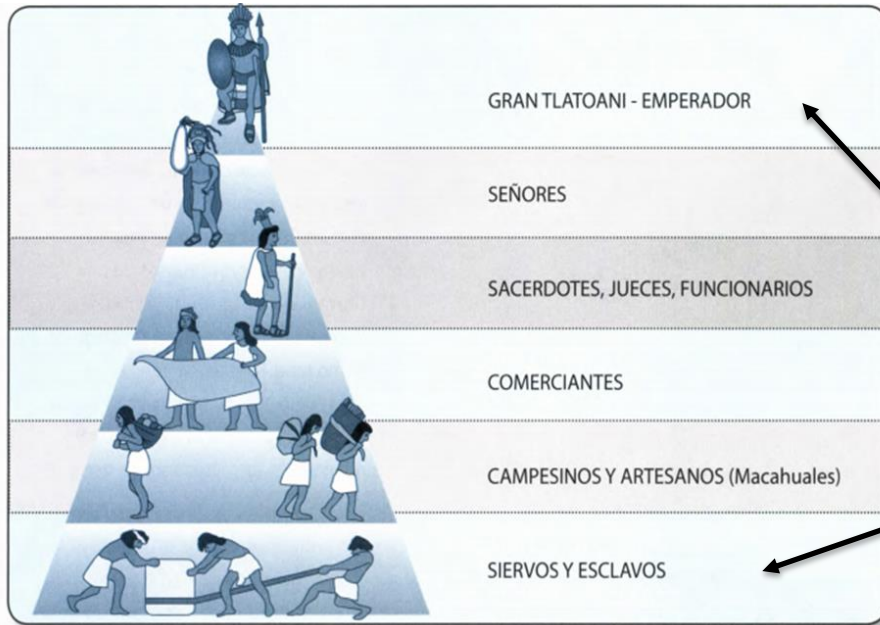 GRAN TLATOANI - EMPERADOR
SEÑORES
SACERDOTES, JUECES, FUNCIONARIOS
COMERCIANTES
CAMPESINOS Y ARTESANOS (Macahuales)
SIERVOS Y ESCLAVOS